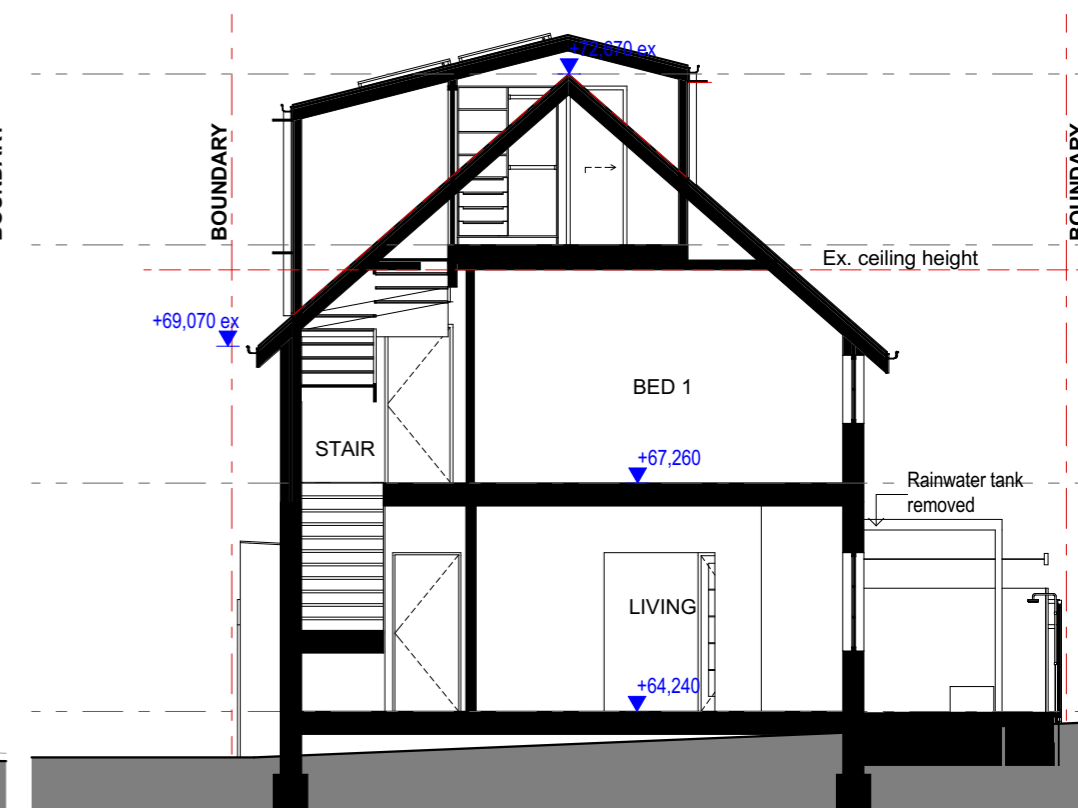 +72,670 ex
BOUNDARY
BOUNDARY
BOUNDARY
Ex. ceiling height
+69,070 ex
BED 1
STAIR
+67,260
Rainwater tank
removed
LIVING
+64,240